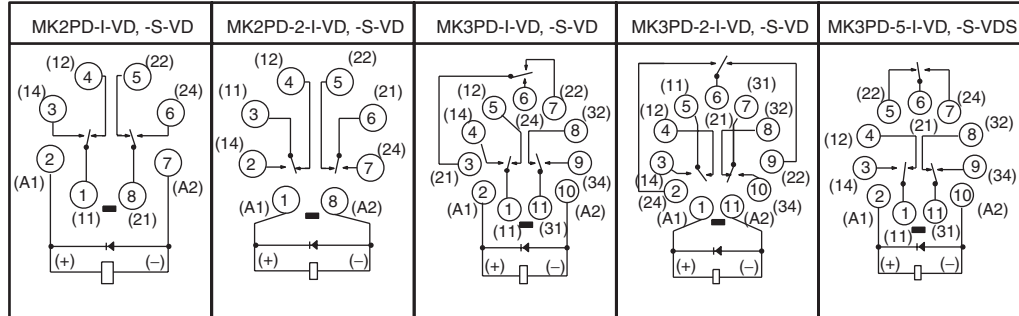 MK2PD-I-VD, -S-VD
MK2PD-2-I-VD, -S-VD
MK3PD-I-VD, -S-VD
MK3PD-2-I-VD, -S-VD
MK3PD-5-I-VD, -S-VDS
(12) 4 5 (22)
(14) (24)
3 6
2 7
(A1) 1 8 (A2)
(11) (21)
(+) (−)
(12) 4 5 (22)
(11) (21)
3 6
(14) 2 7 (24)
(A1) 1 8 (A2)
(+) (−)
6
(12) 5 7 (22)
(14) 4 (24) 8 (32)
3 9
(21) 2 10 (34)
(A1) 1 11 (A2)
(11) (31)
(+) (−)
(11) 6 (31)
5 7
(12) 4 (21) 8 (32)
3 9
(14) 2 10 (22)
(24) 1 11 (34)
(A1) (A2)
(+) (−)
(22) 5 6 7 (24)
4 (21) 8 (32)
(12)
3 9
(14) 2 10 (34)
(A1) 1 11 (A2)
(11) (31)
(+) (−)